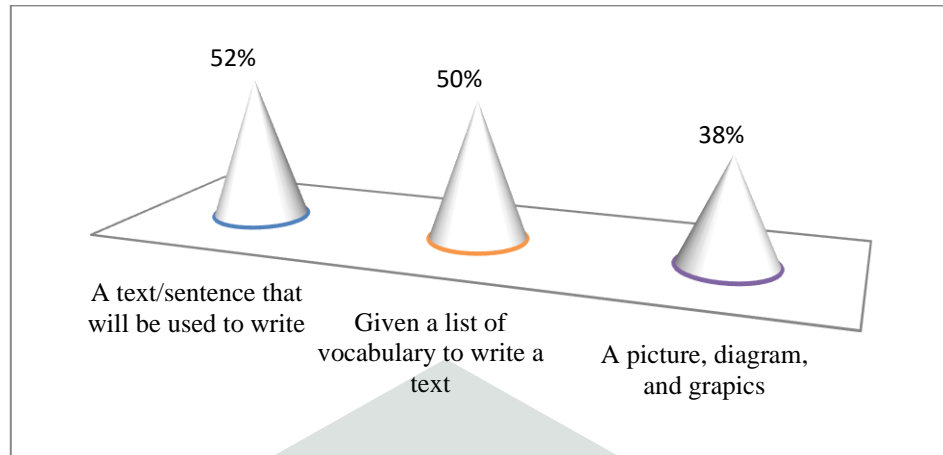 52%
50%
38%
A text/sentence that
will be used to write
Given a list of
vocabulary to write a
text
A picture, diagram,
and grapics